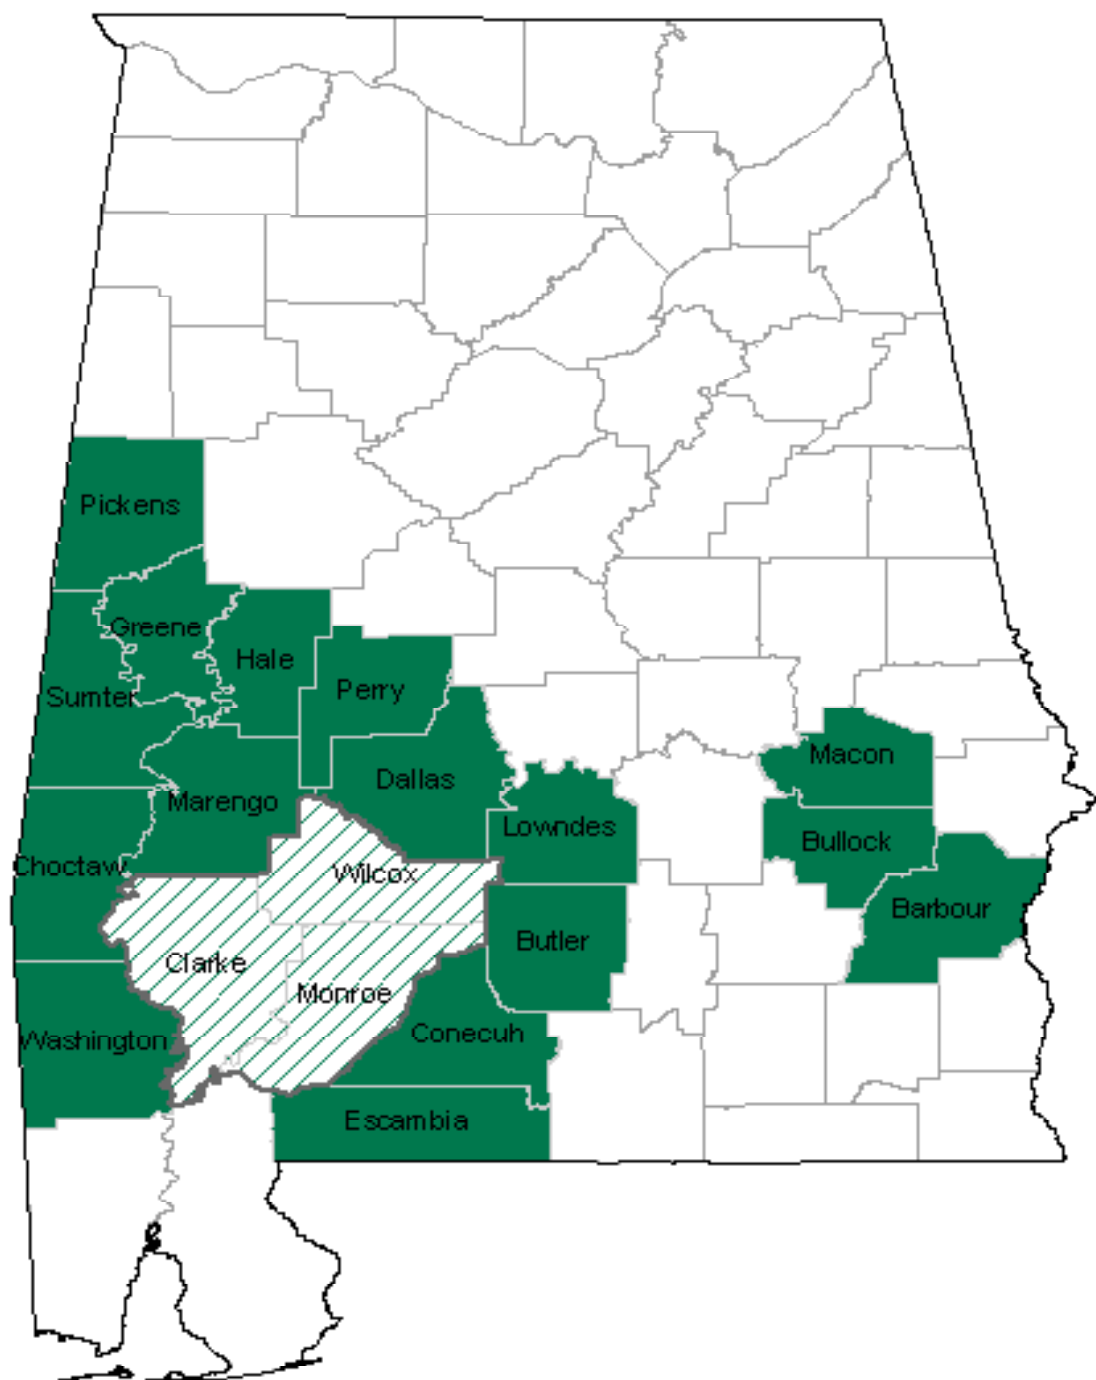 Pickens
Greene
Hale
Sumter
Perry
Macon
Dallas
Marengo
Lowndes
Bullock
Choctaw
Wilcox
Barbour
Butler
Clarke
Monroe
Conecuh
Washington
Escambia